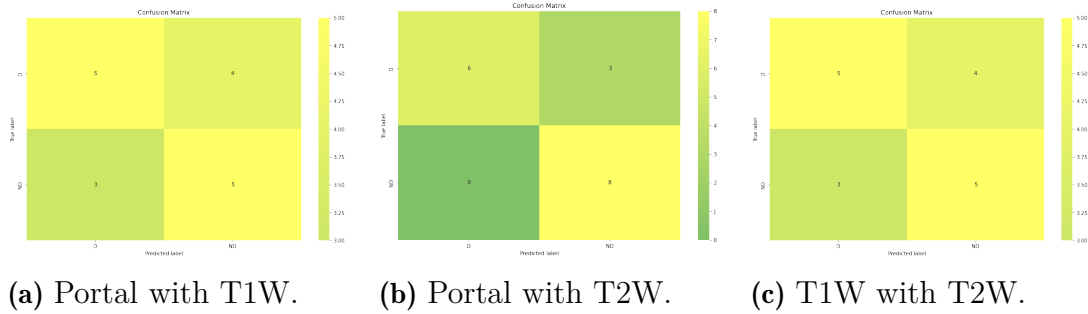 Confusion Matrix
5 4
3 5
D
ND
True label
D ND
Predicted label
5.00
4.75
4.50
4.25
4.00
3.75
3.50
3.25
3.00
(a) Portal with T1W.
Confusion Matrix
6 3
0 8
D
ND
True label
D ND
Predicted label
8
7
6
5
4
3
2
1
0
(b) Portal with T2W.
Confusion Matrix
5 4
3 5
D
ND
True label
D ND
Predicted label
5.00
4.75
4.50
4.25
4.00
3.75
3.50
3.25
3.00
(c) T1W with T2W.